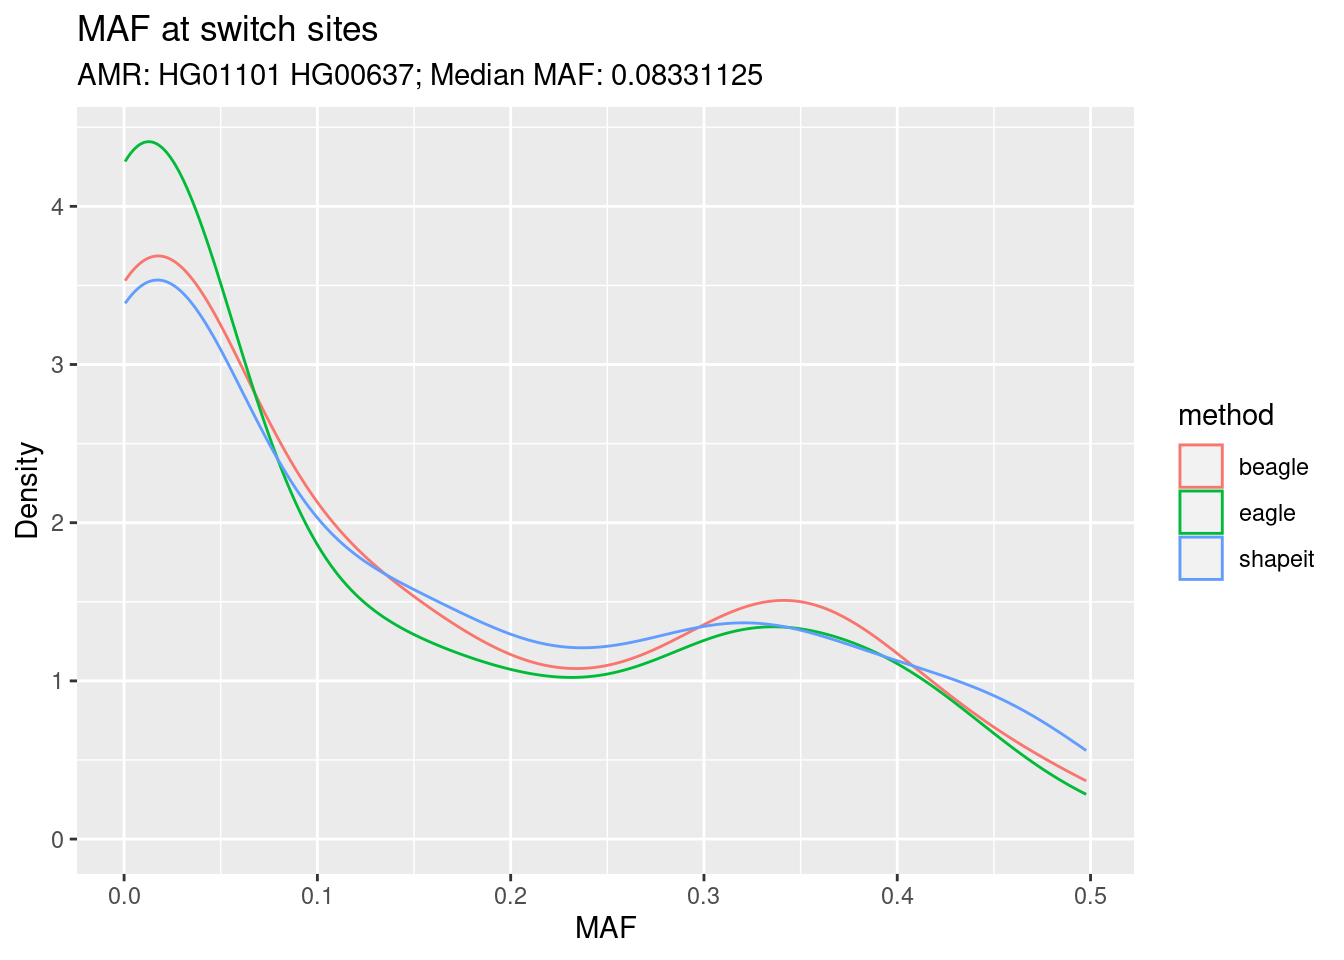 MAF at switch sites
AMR: HG01101 HG00637; Median MAF: 0.08331125
Density
4
3
2
1
0
0.0
0.1
0.2
0.3
0.4
0.5
MAF
method
beagle
eagle
shapeit